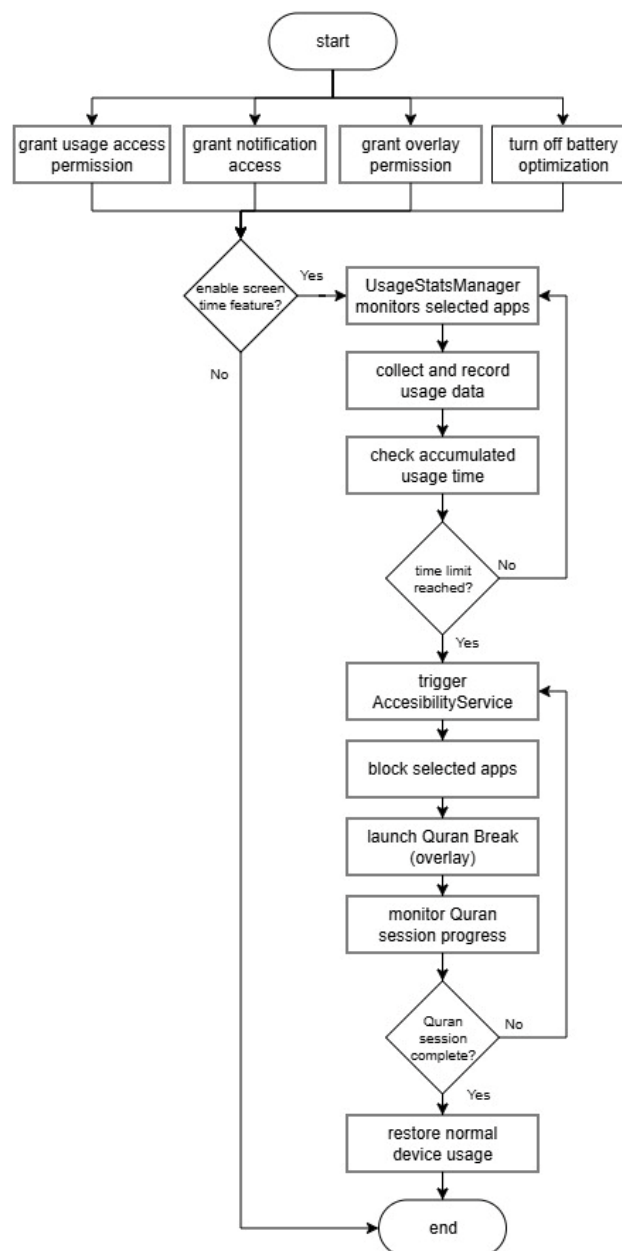 start
grant usage access
permission
grant notification
access
grant overlay
permission
turn off battery
optimization
enable screen
time feature?
Yes
No
UsageStatsManager
monitors selected apps
collect and record
usage data
check accumulated
usage time
time limit
reached?
No
Yes
trigger
AccesibilityService
block selected apps
launch Quran Break
(overlay)
monitor Quran
session progress
Quran
session
complete?
No
Yes
restore normal
device usage
end